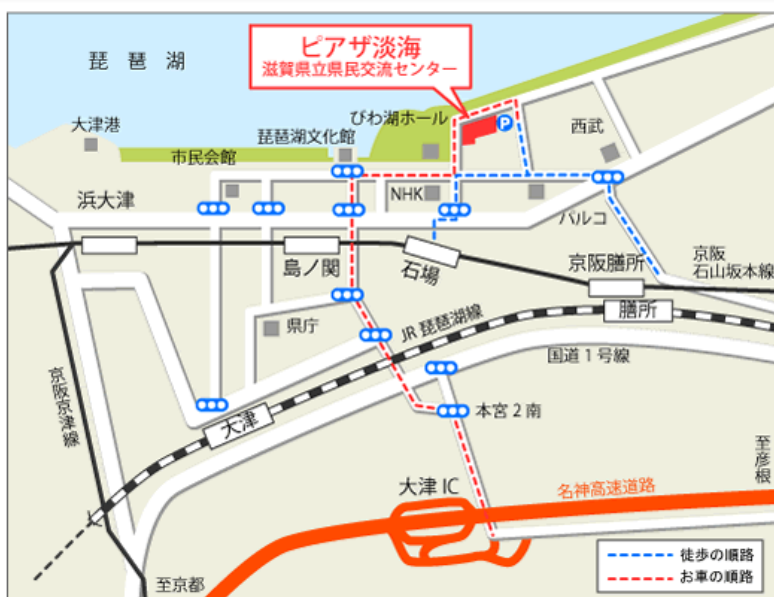 琵琶湖
ピアザ淡海
滋賀県立県民交流センター
大津港
びわ湖ホール
P
琵琶湖文化館
西武
市民会館
浜大津
NHK
パルコ
島ノ関
石場
京阪膳所
京阪
石山坂本線
県庁
JR 琵琶湖線
膳所
国道1号線
京阪京津線
大津
本宮2南
至彦根
大津 IC
名神高速道路
至京都
徒歩の順路
お車の順路